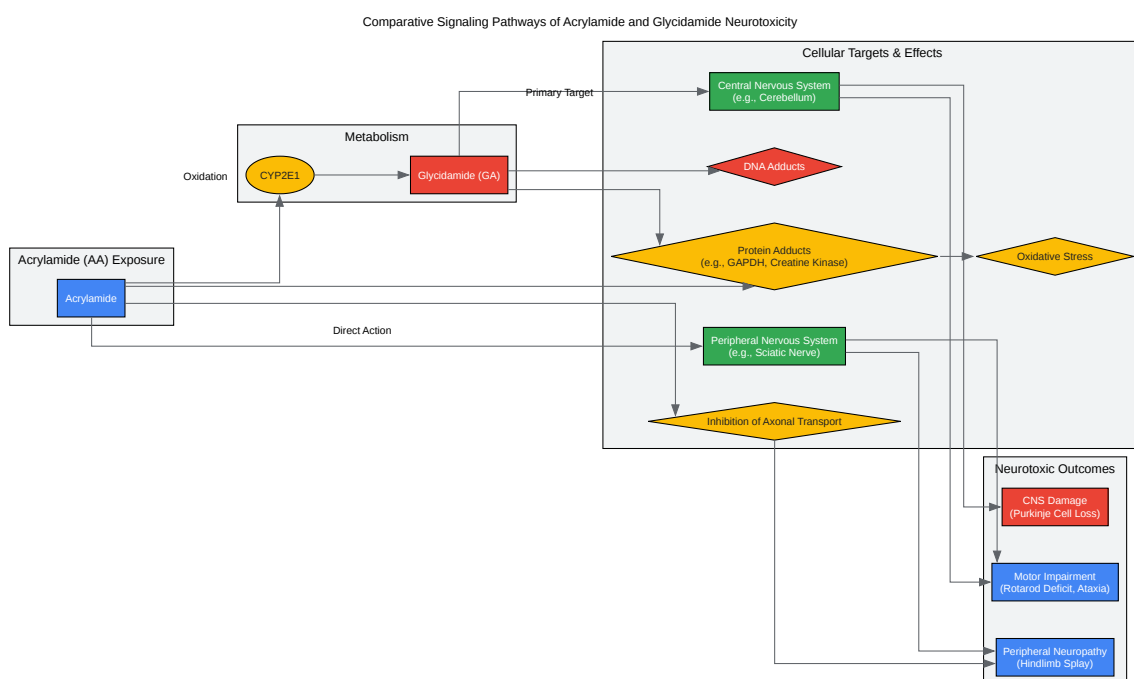 Comparative Signaling Pathways of Acrylamide and Glycidamide Neurotoxicity
Cellular Targets & Effects
Central Nervous System
(e.g., Cerebellum)
Primary Target
Metabolism
DNA Adducts
Oxidation
CYP2E1
Glycidamide (GA)
Protein Adducts
(e.g., GAPDH, Creatine Kinase)
Oxidative Stress
Acrylamide (AA) Exposure
Acrylamide
Direct Action
Peripheral Nervous System
(e.g., Sciatic Nerve)
Inhibition of Axonal Transport
Neurotoxic Outcomes
CNS Damage
(Purkinje Cell Loss)
Motor Impairment
(Rotarod Deficit, Ataxia)
Peripheral Neuropathy
(Hindlimb Splay)